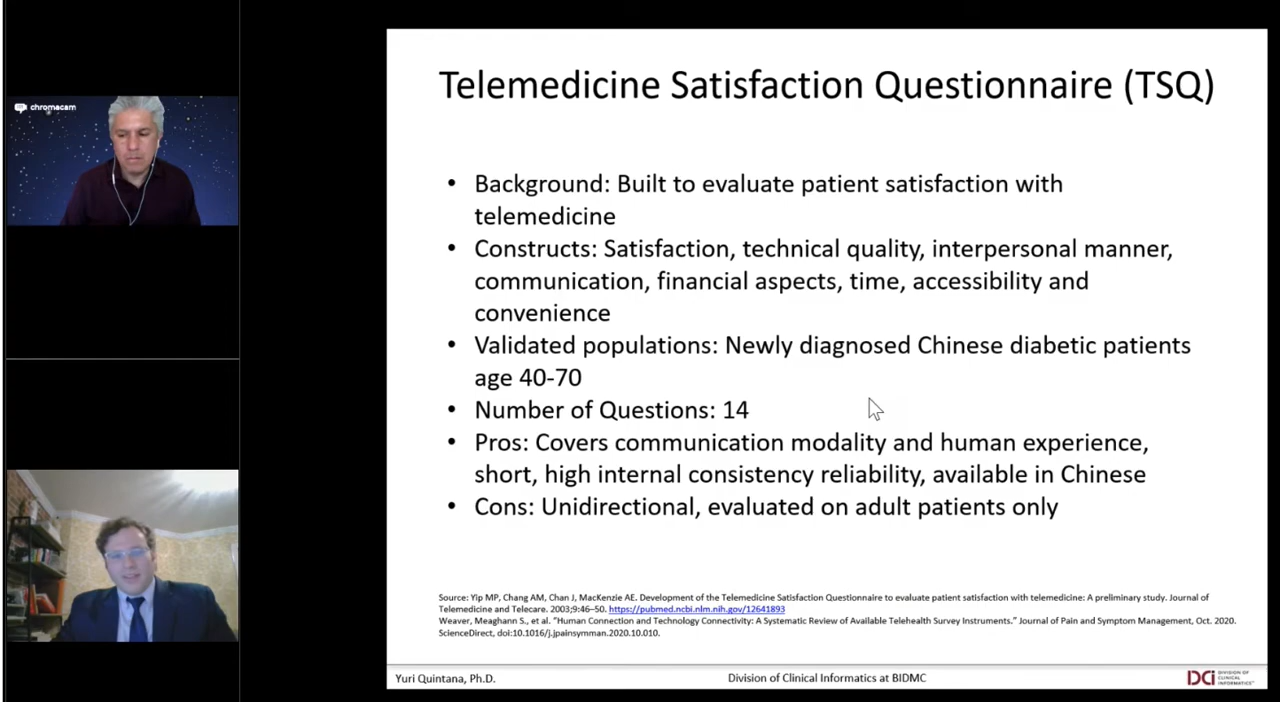 chromacam
Telemedicine Satisfaction Questionnaire (TSQ)
• Background: Built to evaluate patient satisfaction with
telemedicine
• Constructs: Satisfaction, technical quality, interpersonal manner,
communication, financial aspects, time, accessibility and
convenience
• Validated populations: Newly diagnosed Chinese diabetic patients
age 40-70
• Number of Questions: 14
• Pros: Covers communication modality and human experience,
short, high internal consistency reliability, available in Chinese
• Cons: Unidirectional, evaluated on adult patients only
Source: Yip MP, Chang AM, Chan J, MacKenzie AE. Development of the Telemedicine Satisfaction Questionnaire to evaluate patient satisfaction with telemedicine: A preliminary study. Journal of
Telemedicine and Telecare. 2003;9:46–50. https://pubmed.ncbi.nlm.nih.gov/12641893
Weaver, Meaghann S., et al. “Human Connection and Technology Connectivity: A Systematic Review of Available Telehealth Survey Instruments.” Journal of Pain and Symptom Management, Oct. 2020.
ScienceDirect, doi:10.1016/j.jpainsymman.2020.10.010.
Yuri Quintana, Ph.D.
Division of Clinical Informatics at BIDMC
DCi
DIVISION OF
CLINICAL
INFORMATICS